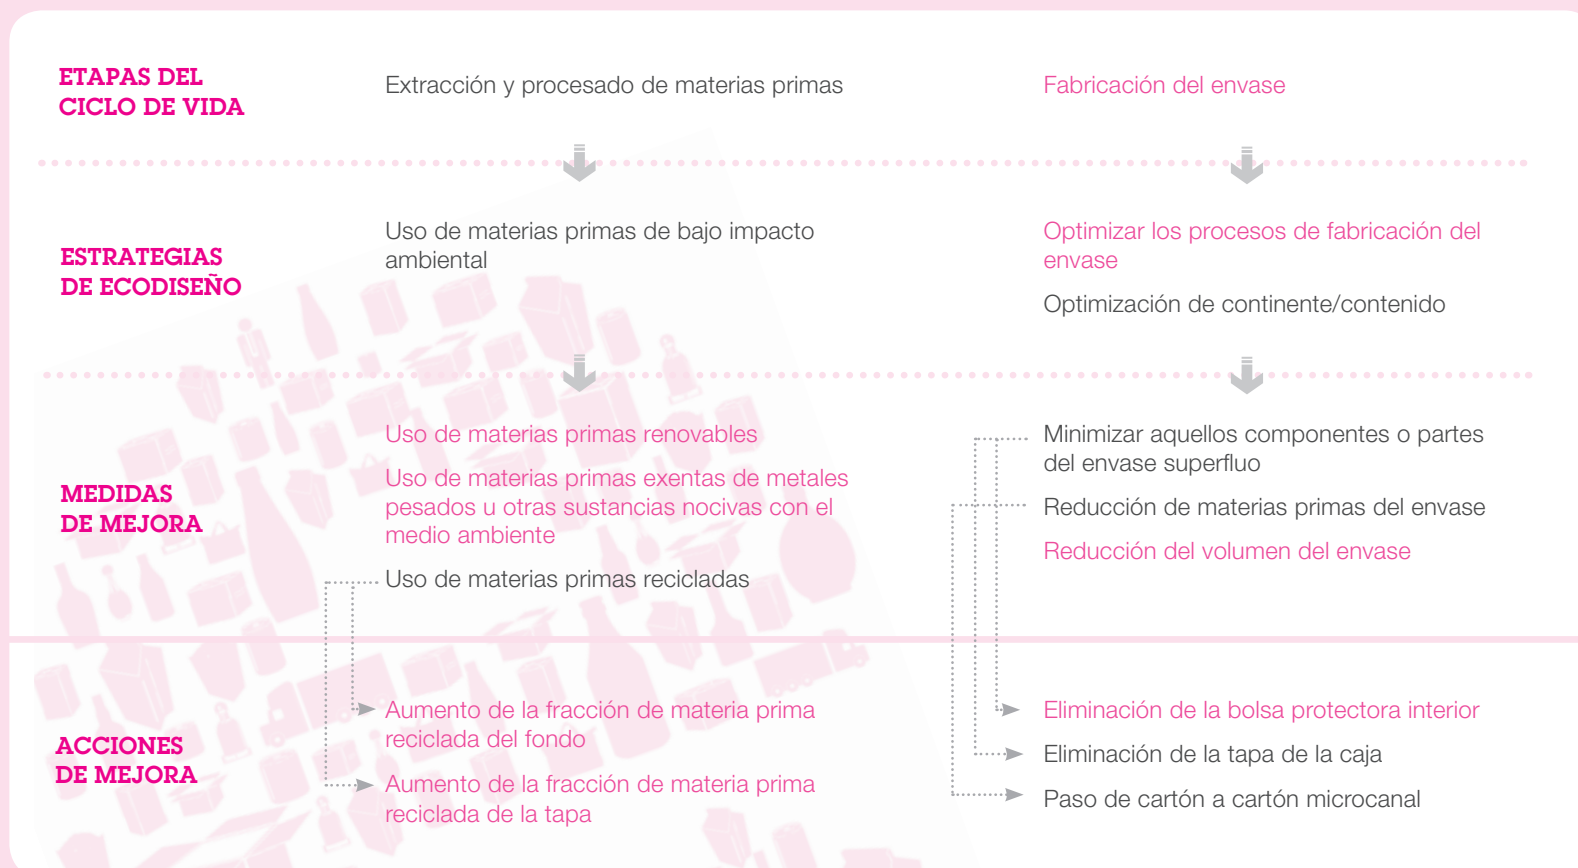 ETAPAS DEL
CICLO DE VIDA
Extracción y procesado de materias primas
Fabricación del envase
ESTRATEGIAS
DE ECODISEÑO
Uso de materias primas de bajo impacto
ambiental
Optimizar los procesos de fabricación del
envase
Optimización de continente/contenido
MEDIDAS
DE MEJORA
Uso de materias primas renovables
Uso de materias primas exentas de metales
pesados u otras sustancias nocivas con el
medio ambiente
Uso de materias primas recicladas
Minimizar aquellos componentes o partes
del envase superfluo
Reducción de materias primas del envase
Reducción del volumen del envase
ACCIONES
DE MEJORA
Aumento de la fracción de materia prima
reciclada del fondo
Aumento de la fracción de materia prima
reciclada de la tapa
Eliminación de la bolsa protectora interior
Eliminación de la tapa de la caja
Paso de cartón a cartón microcanal